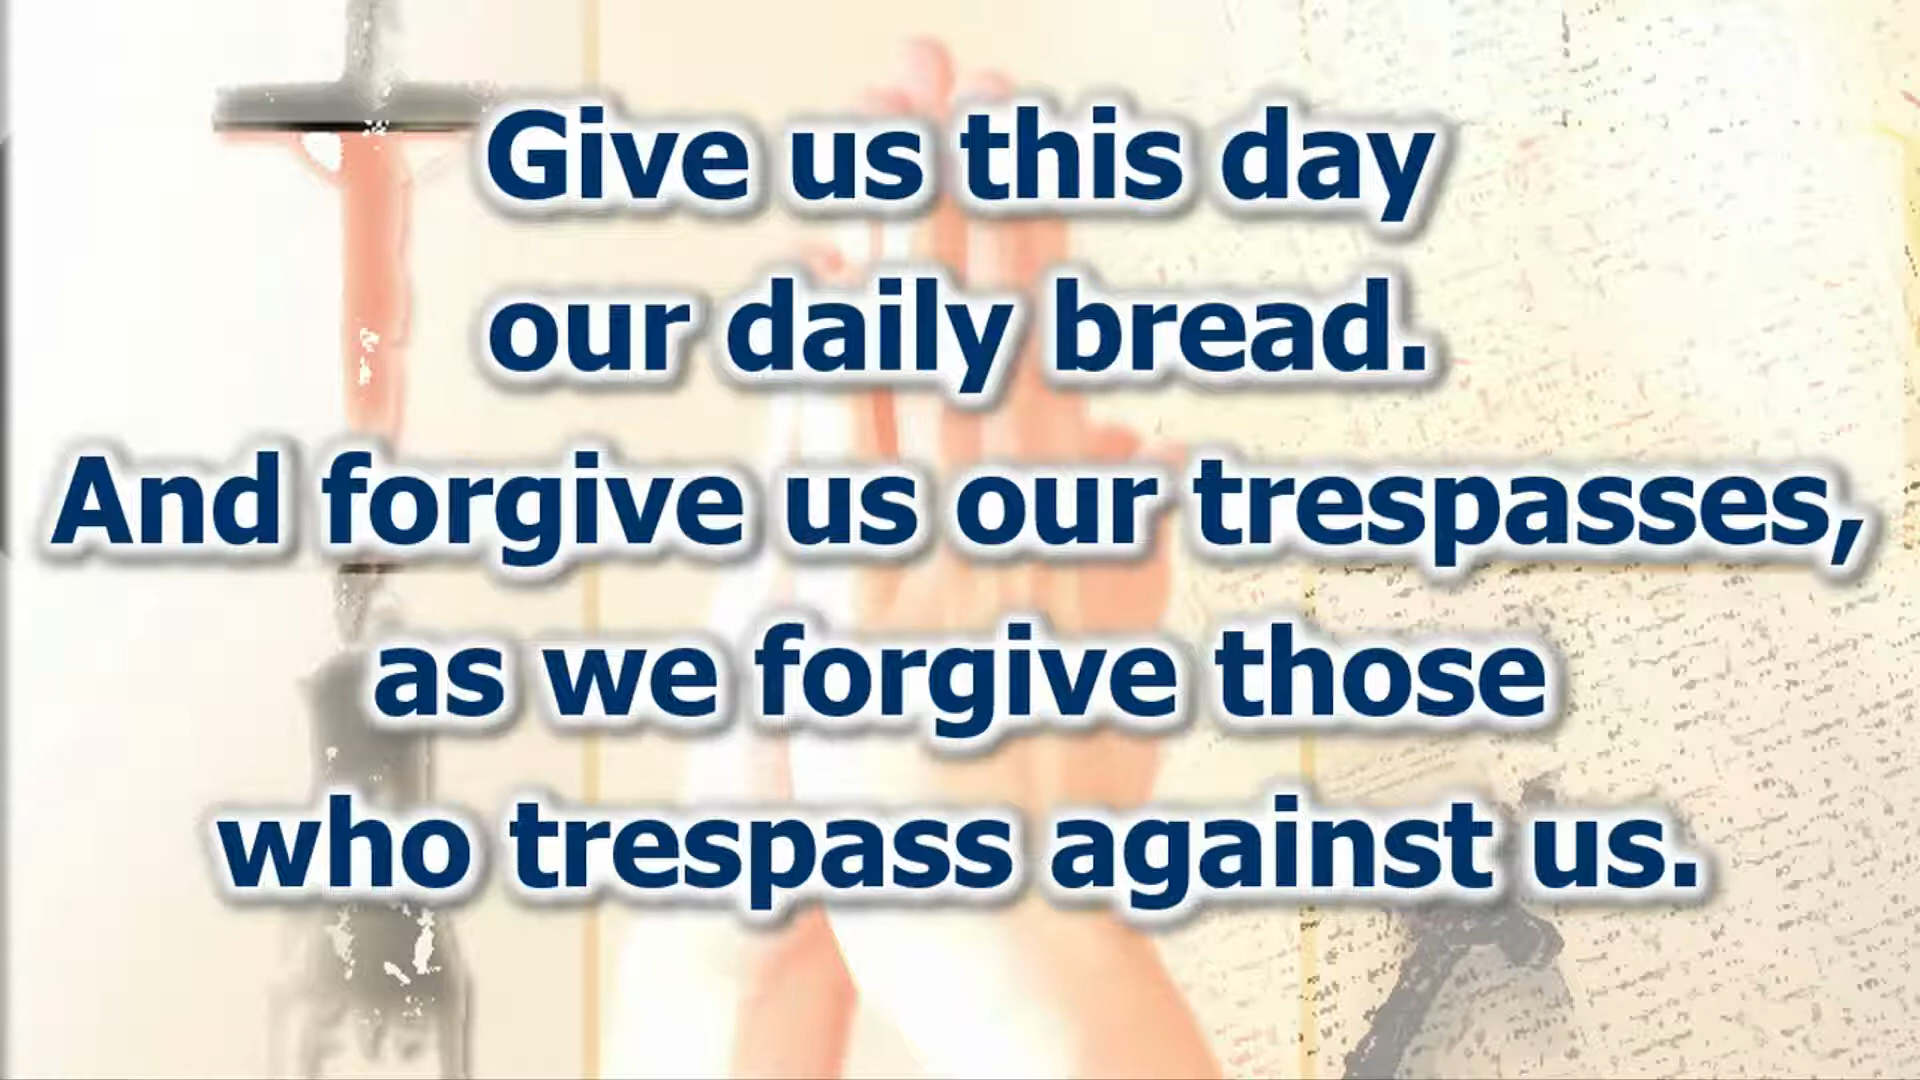 Give us this day
our daily bread.
And forgive us our trespasses,
as we forgive those
who trespass against us.